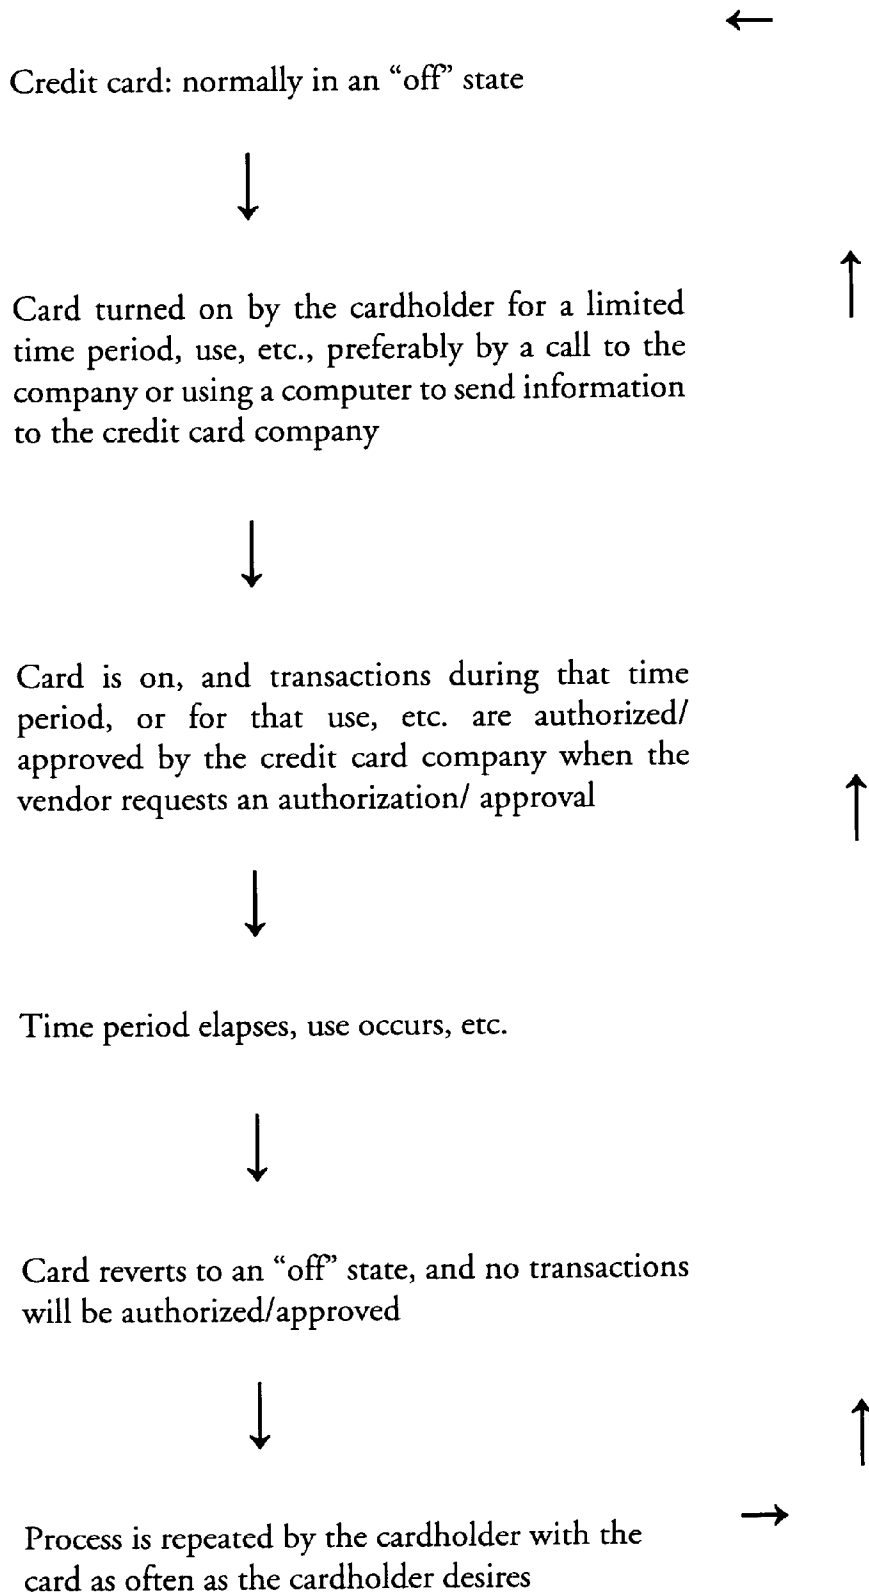 Credit card: normally in an “off” state
Card turned on by the cardholder for a limited
time period, use, etc., preferably by a call to the
company or using a computer to send information
to the credit card company
Card is on, and transactions during that time
period, or for that use, etc. are authorized/
approved by the credit card company when the
vendor requests an authorization/ approval
Time period elapses, use occurs, etc.
Card reverts to an “off” state, and no transactions
will be authorized/approved
Process is repeated by the cardholder with the
card as often as the cardholder desires